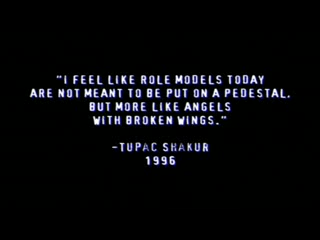 "I FEEL LIKE ROLE MODELS TODAY
ARE NOT MEANT TO BE PUT ON A PEDESTAL.
BUT MORE LIKE ANGELS
WITH BROKEN WINGS."
-TUPAC SHAKUR
1996